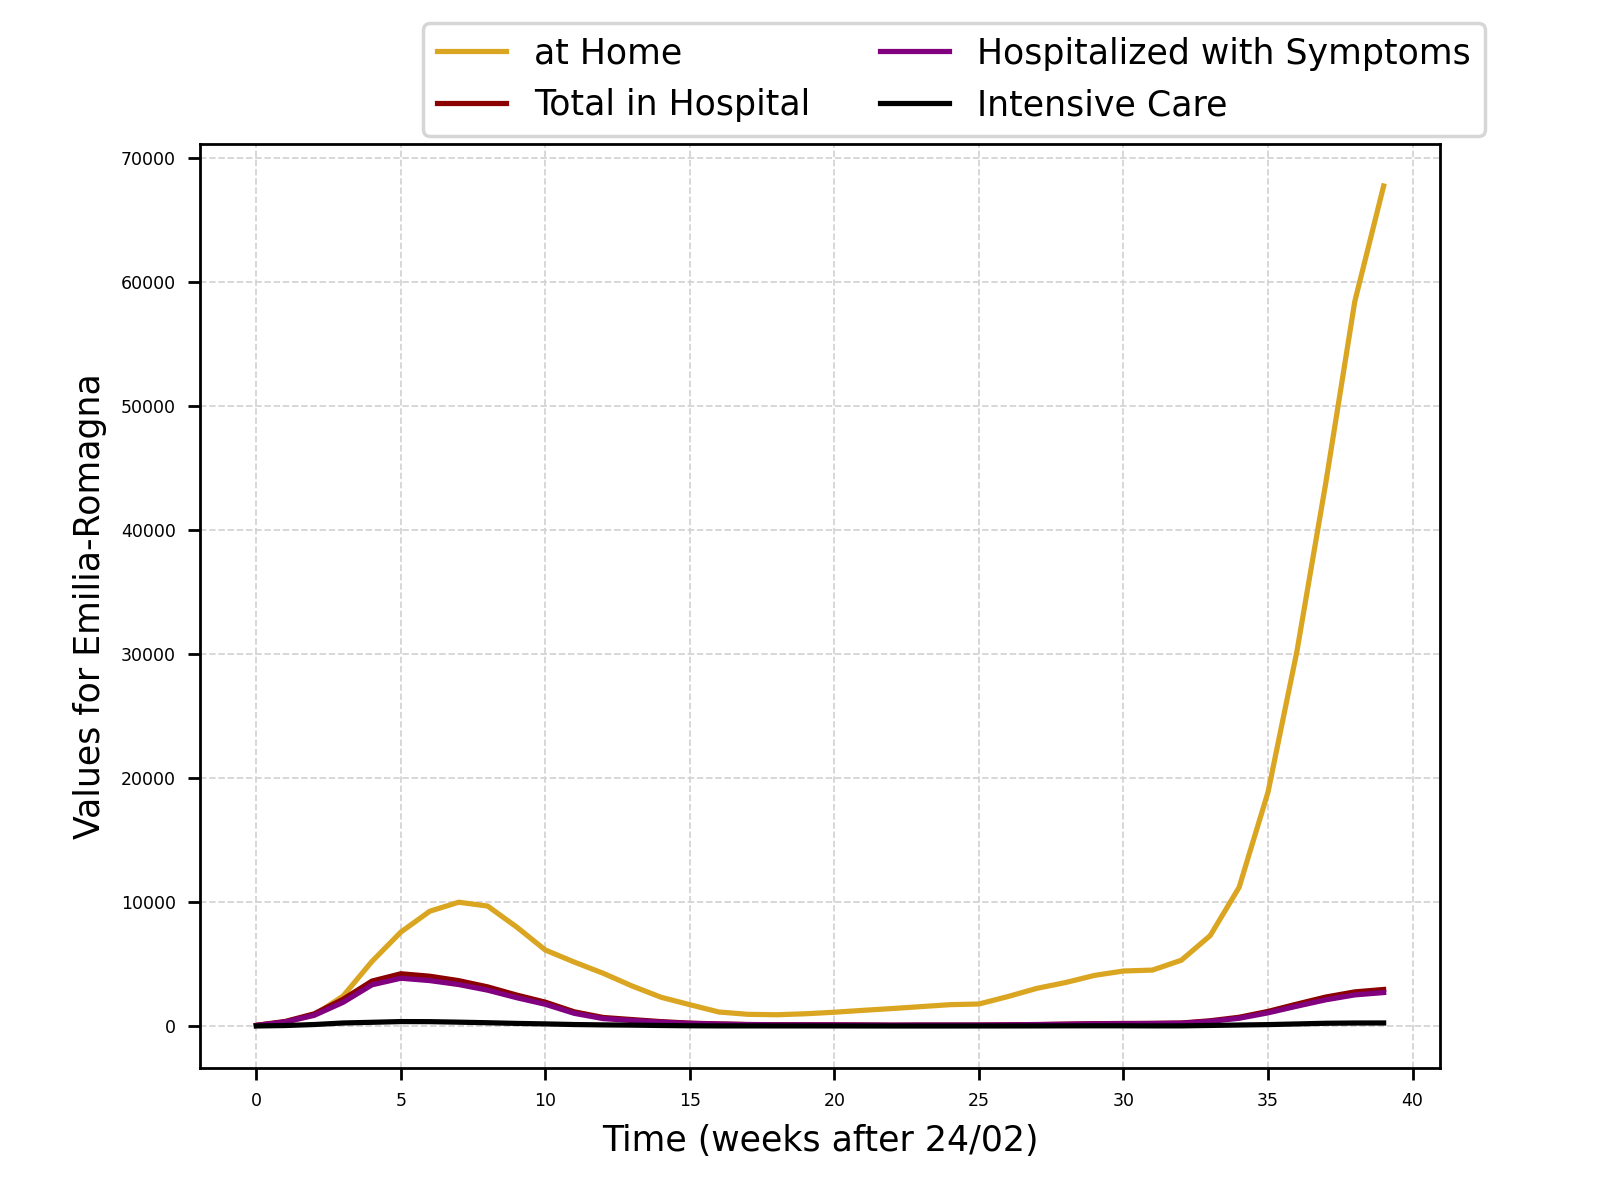 at Home
Total in Hospital
Hospitalized with Symptoms
Intensive Care
70000
60000
50000
40000
30000
20000
10000
0
Values for Emilia-Romagna
0 5 10 15 20 25 30 35 40
Time (weeks after 24/02)